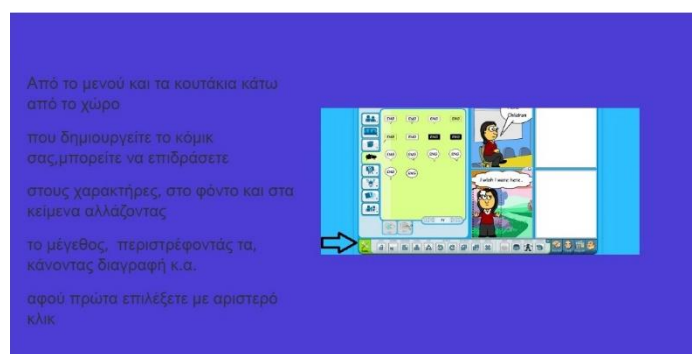 Από το μενού και τα κουτάκια κάτω
από το χώρο
που δημιουργείτε το κόμικ
σας,μπορείτε να επιδράσετε
στους χαρακτήρες, στο φόντο και στα
κείμενα αλλάζοντας
το μέγεθος, περιστρέφοντάς τα,
κάνοντας διαγραφή κ.α.
αφού πρώτα επιλέξετε με αριστερό
κλικ
I wish I were here...